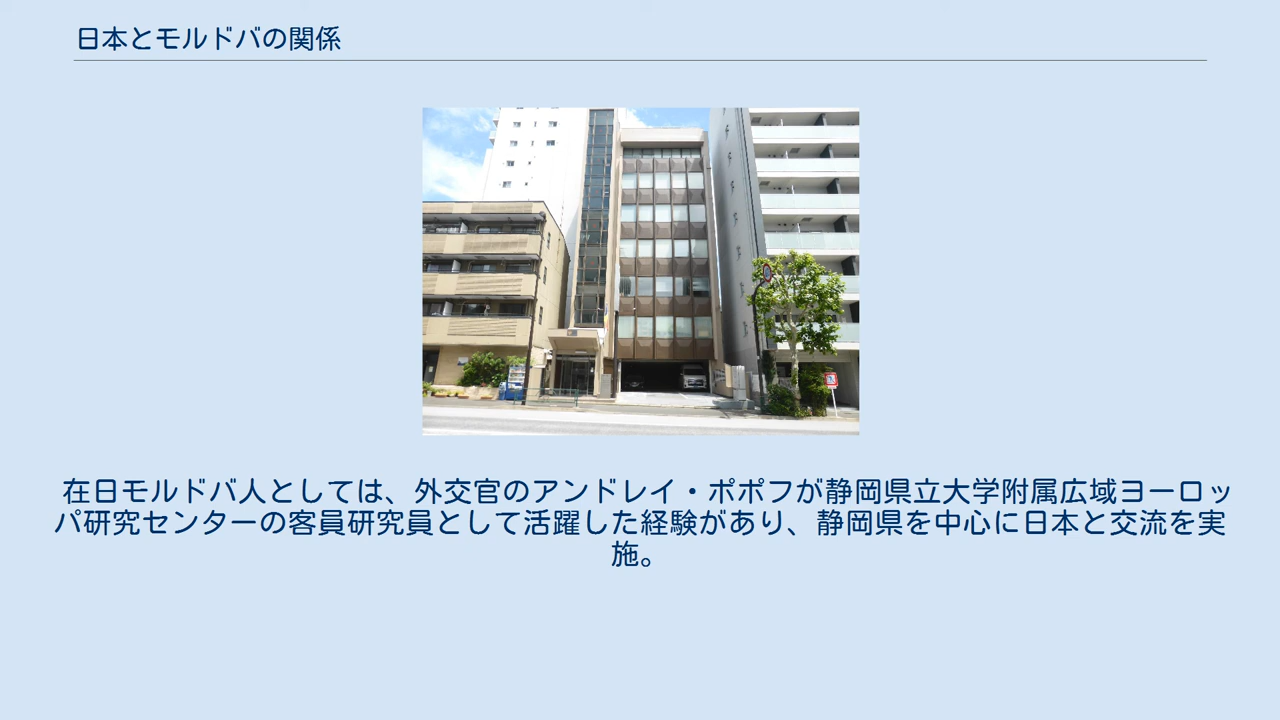 日本とモルドバの関係
在日モルドバ人としては、外交官のアンドレイ・ポポフが静岡県立大学附属広域ヨーロッ
パ研究センターの客員研究員として活躍した経験があり、静岡県を中心に日本と交流を実
施。